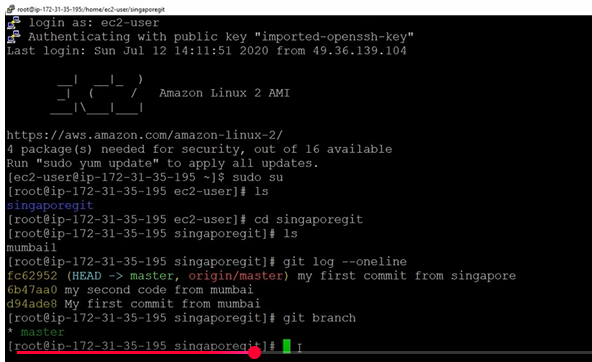 root@ip-172-31-35-195:/home/ec2-user/singaporegit
login as: ec2-user
Authenticating with public key "imported-openssh-key"
Last login: Sun Jul 12 14:11:51 2020 from 49.36.139.104
__|  __|_  )
_|  (     /   Amazon Linux 2 AMI
___|\___|___|
https://aws.amazon.com/amazon-linux-2/
4 package(s) needed for security, out of 16 available
Run "sudo yum update" to apply all updates.
[ec2-user@ip-172-31-35-195 ~]$ sudo su
[root@ip-172-31-35-195 ec2-user]# ls
singaporegit
[root@ip-172-31-35-195 ec2-user]# cd singaporegit
[root@ip-172-31-35-195 singaporegit]# ls
mumbai1
[root@ip-172-31-35-195 singaporegit]# git log --oneline
fc62952 (HEAD -> master, origin/master) my first commit from singapore
6b47aa0 my second code from mumbai
d94ade8 My first commit from mumbai
[root@ip-172-31-35-195 singaporegit]# git branch
* master
[root@ip-172-31-35-195 singaporegit]#